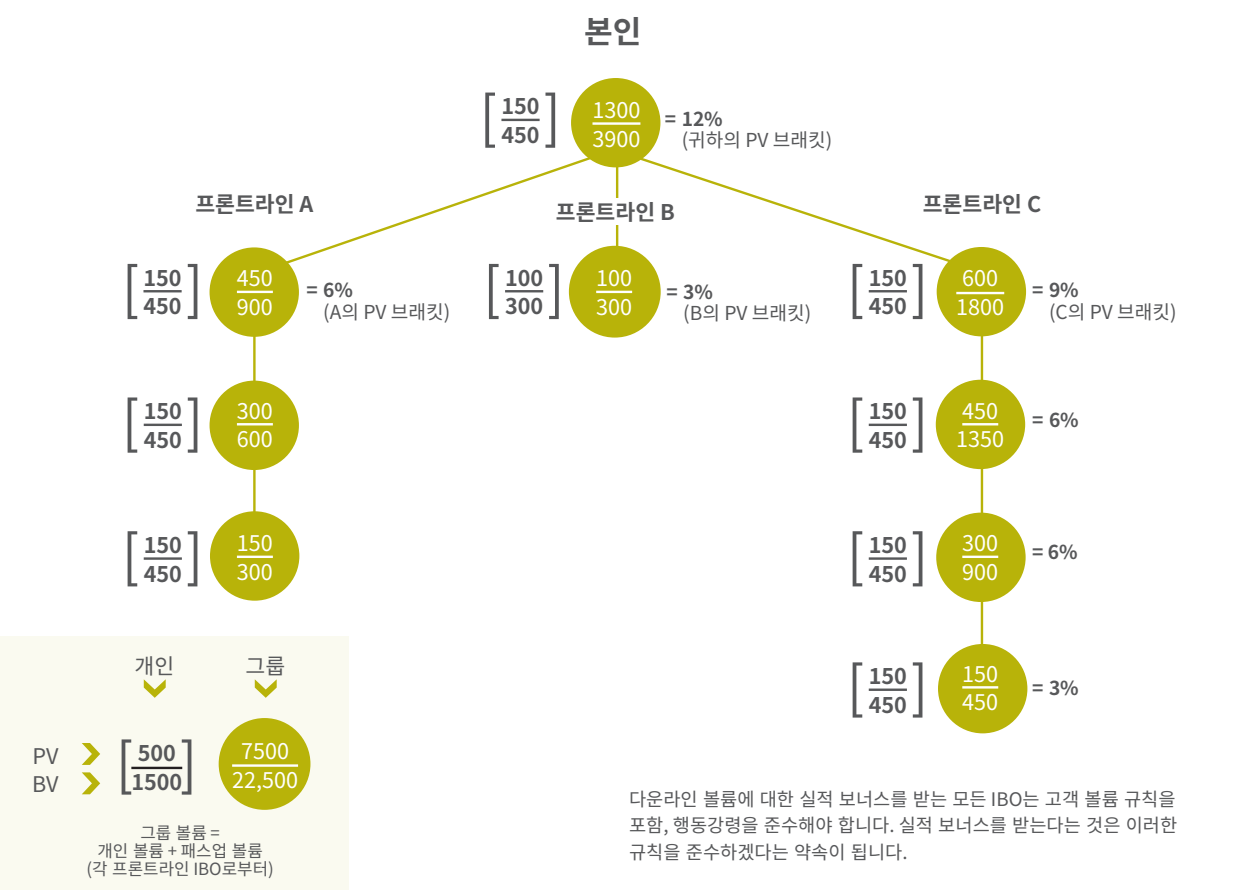 본인
150
450
1300
3900
= 12%
(귀하의 PV 브래킷)
프론트라인 A
프론트라인 B
프론트라인 C
150
450
450
900
= 6%
(A의 PV 브래킷)
100
300
100
300
= 3%
(B의 PV 브래킷)
150
450
600
1800
= 9%
(C의 PV 브래킷)
150
450
300
600
150
450
450
1350
= 6%
150
450
150
300
150
450
300
900
= 6%
150
450
150
450
= 3%
개인
그룹
PV
BV
500
1500
7500
22,500
그룹 볼륨 =
개인 볼륨 + 패스업 볼륨
(각 프론트라인 IBO로부터)
다운라인 볼륨에 대한 실적 보너스를 받는 모든 IBO는 고객 볼륨 규칙을
포함, 행동강령을 준수해야 합니다. 실적 보너스를 받는다는 것은 이러한
규칙을 준수하겠다는 약속이 됩니다.